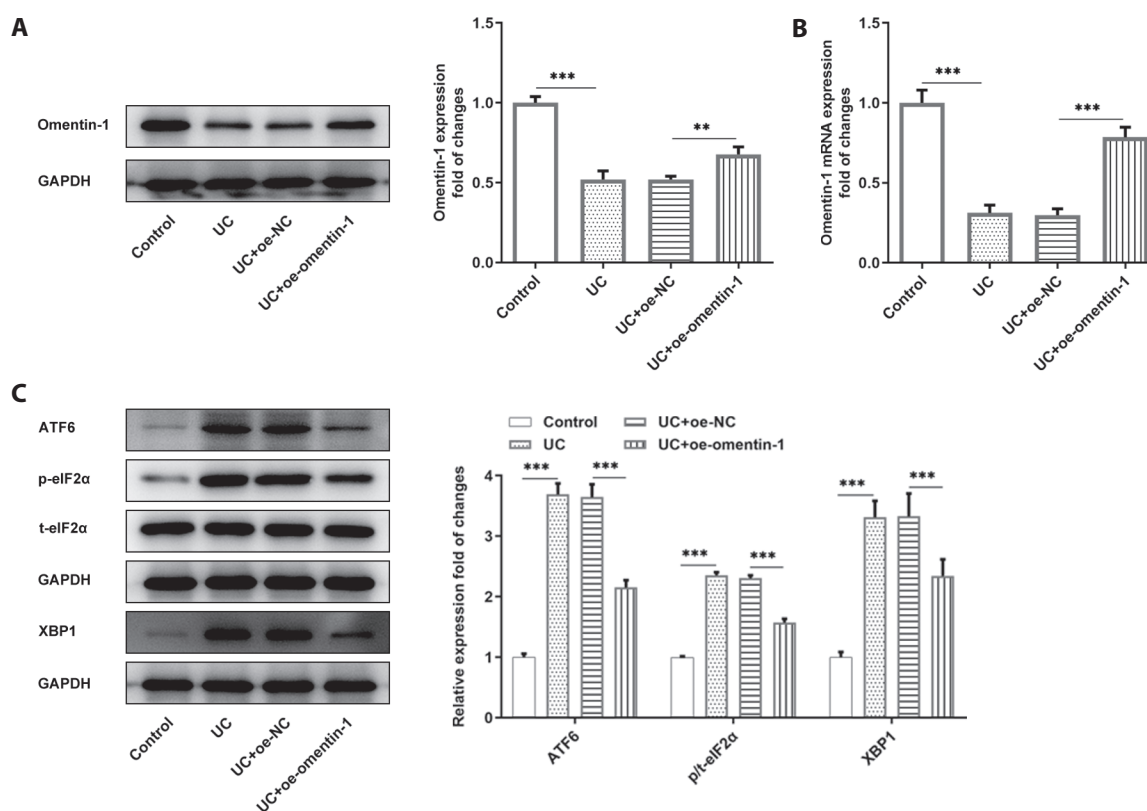 A
Omentin-1
GAPDH
Control
UC
UC+oe-NC
UC+oe-omentin-1
Omentin-1 expression
fold of changes
1.5
1.0
0.5
0.0
***
**
Control
UC
UC+oe-NC
UC+oe-omentin-1
B
Omentin-1 mRNA expression
fold of changes
1.5
1.0
0.5
0.0
***
***
Control
UC
UC+oe-NC
UC+oe-omentin-1
C
ATF6
p-eIF2α
t-eIF2α
GAPDH
XBP1
GAPDH
Control
UC
UC+oe-NC
UC+oe-omentin-1
Control
UC+oe-NC
UC
UC+oe-omentin-1
Relative expression fold of changes
4
3
2
1
0
*** ***
*** ***
*** ***
ATF6
p/t-eIF2α
XBP1